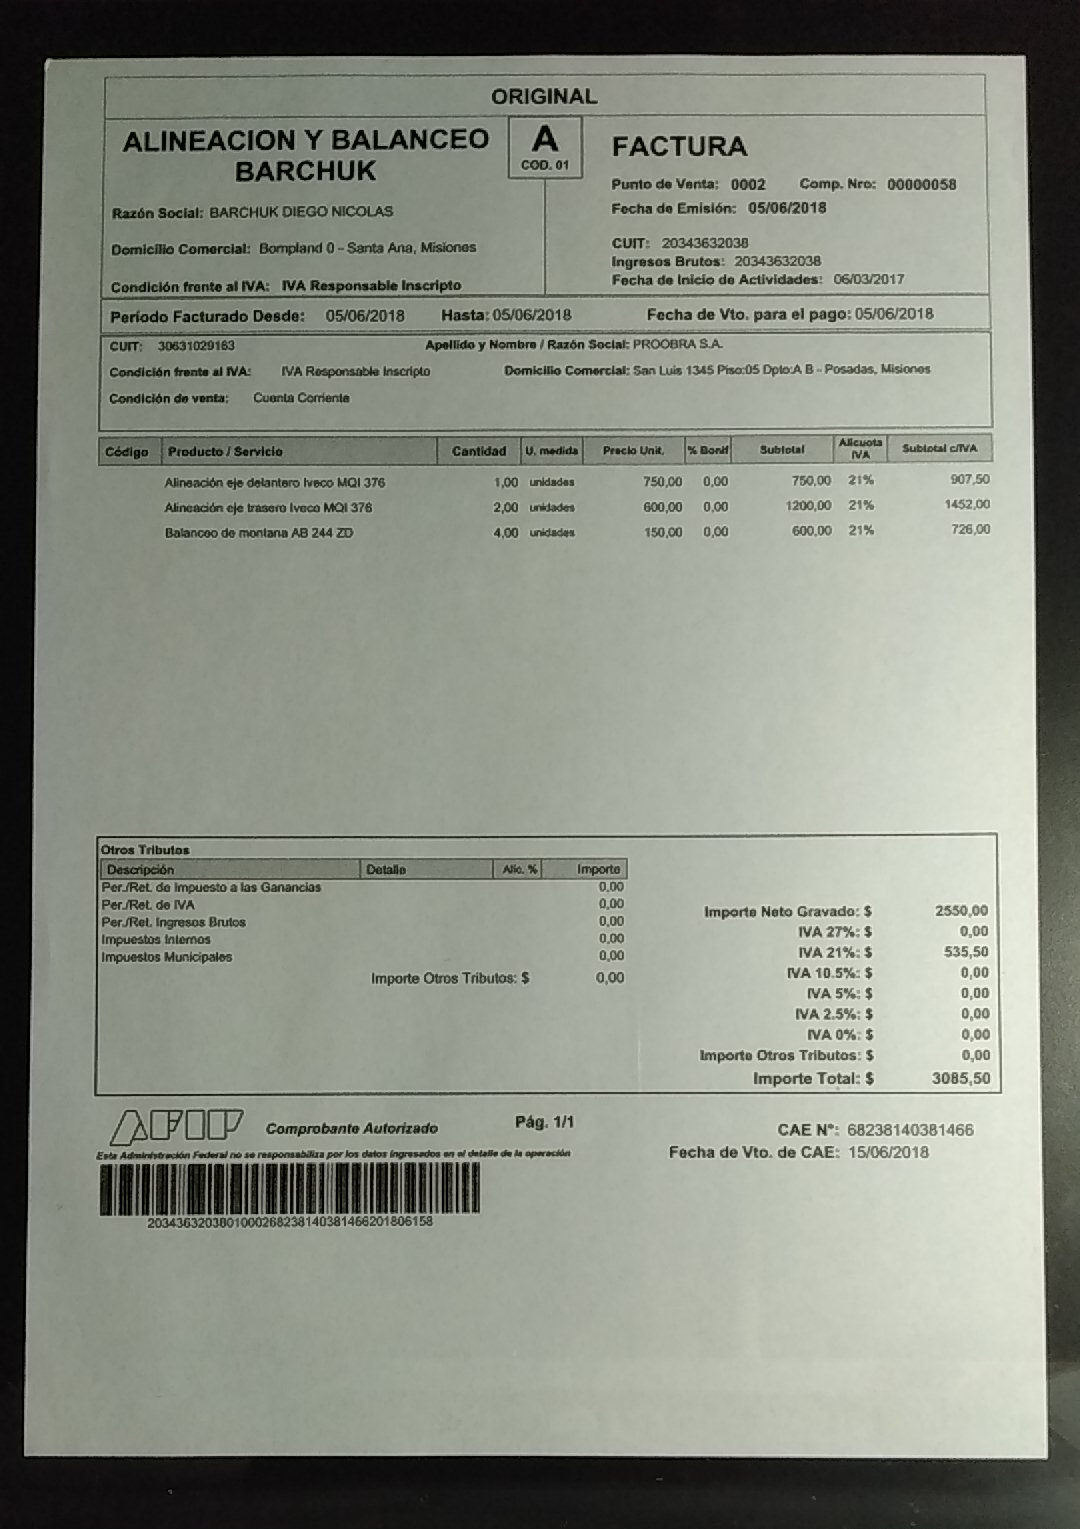 ORIGINAL
ALINEACION Y BALANCEO
BARCHUK
A
COD. 01
FACTURA
Punto de Venta: 0002 Comp. Nro: 00000058
Fecha de Emisión: 05/06/2018
Razón Social: BARCHUK DIEGO NICOLAS
Domicilio Comercial: Bompland 0 - Santa Ana, Misiones
Condición frente al IVA: IVA Responsable Inscripto
CUIT: 20343632038
Ingresos Brutos: 20343632038
Fecha de Inicio de Actividades: 06/03/2017
Período Facturado Desde: 05/06/2018 Hasta: 05/06/2018 Fecha de Vto. para el pago: 05/06/2018
CUIT: 30631029163 Apellido y Nombre / Razón Social: PROOBRA S.A.
Condición frente al IVA: IVA Responsable Inscripto Domicilio Comercial: San Luis 1345 Piso:05 Dpto:A B - Posadas, Misiones
Condición de venta: Cuenta Corriente
Código Producto / Servicio Cantidad U. medida Precio Unit. % Bonif Subtotal Alicuota IVA Subtotal c/IVA
Alineación eje delantero Iveco MQI 376 1,00 unidades 750,00 0,00 750,00 21% 907,50
Alineación eje trasero Iveco MQI 376 2,00 unidades 600,00 0,00 1200,00 21% 1452,00
Balanceo de montana AB 244 ZD 4,00 unidades 150,00 0,00 600,00 21% 726,00
Otros Tributos
Descripción Detalle Alíc. % Importe
Per./Ret. de Impuesto a las Ganancias 0,00
Per./Ret. de IVA 0,00
Per./Ret. Ingresos Brutos 0,00
Impuestos Internos 0,00
Impuestos Municipales 0,00
Importe Otros Tributos: $ 0,00
Importe Neto Gravado: $ 2550,00
IVA 27%: $ 0,00
IVA 21%: $ 535,50
IVA 10.5%: $ 0,00
IVA 5%: $ 0,00
IVA 2.5%: $ 0,00
IVA 0%: $ 0,00
Importe Otros Tributos: $ 0,00
Importe Total: $ 3085,50
AFIP Comprobante Autorizado Pág. 1/1
CAE N°: 68238140381466
Fecha de Vto. de CAE: 15/06/2018
Esta Administración Federal no se responsabiliza por los datos ingresados en el detalle de la operación
2034363203801000268238140381466201806158